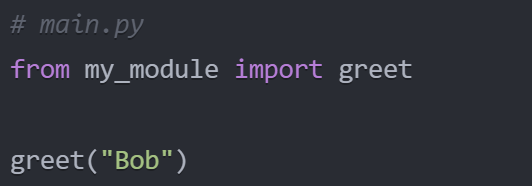 # main.py
from my_module import greet
greet("Bob")